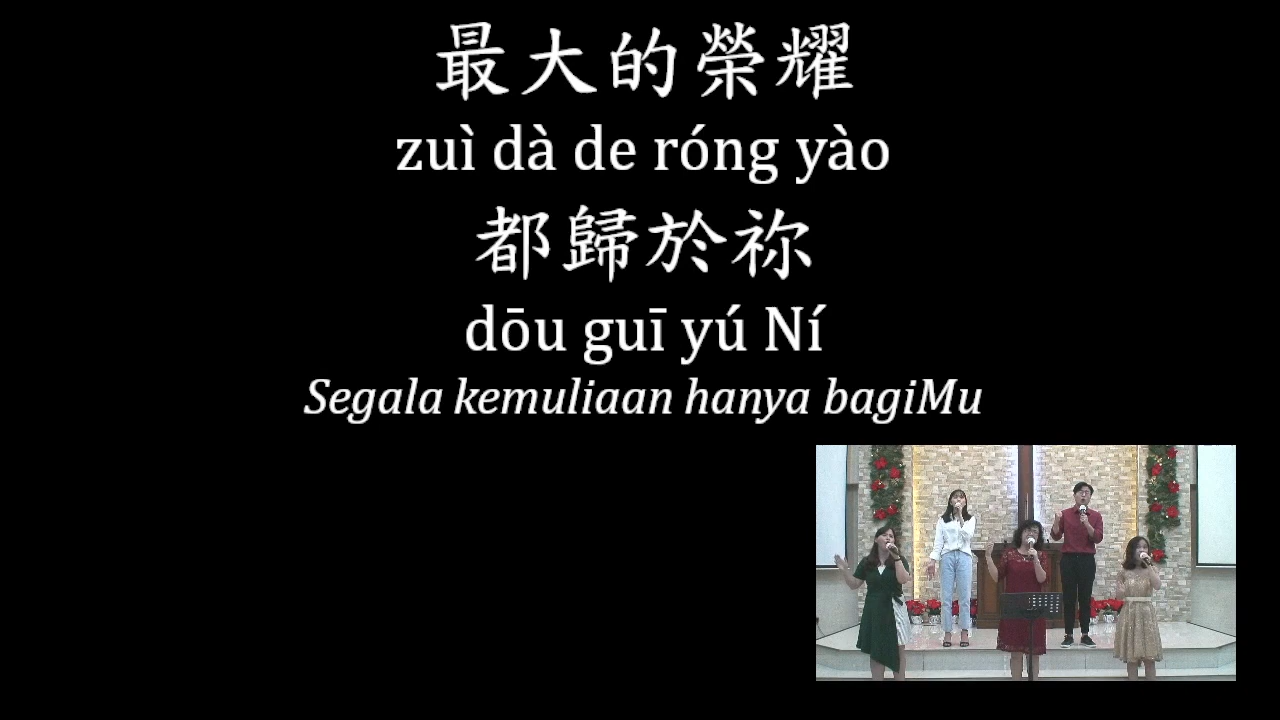 最大的榮耀
zuì dà de róng yào
都歸於祢
dōu guī yú Ní
Segala kemuliaan hanya bagiMu